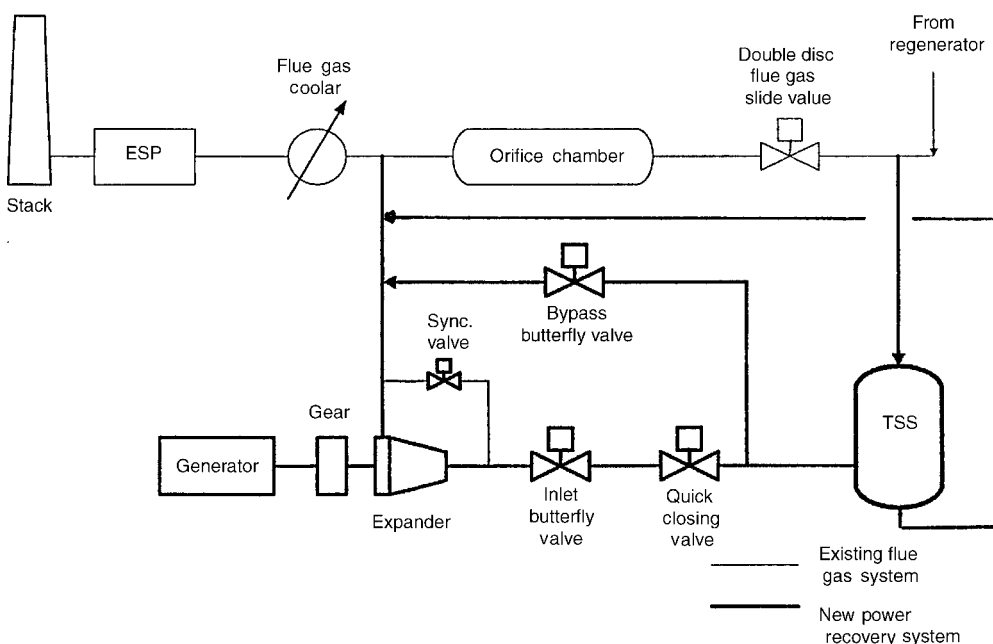 Stack
ESP
Flue gas
coolar
Orifice chamber
Double disc
flue gas
slide value
From
regenerator
Bypass
butterfly valve
Sync.
valve
TSS
Gear
Generator
Expander
Inlet
butterfly
valve
Quick
closing
valve
Existing flue
gas system
New power
recovery system